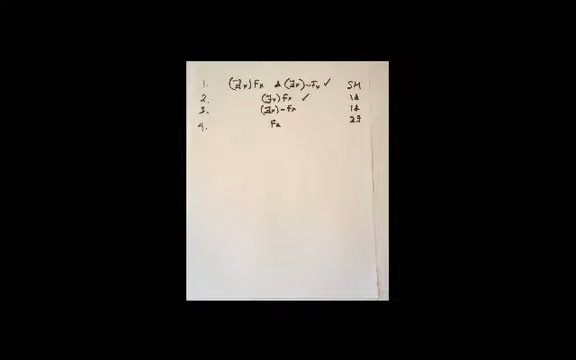 1. (∃x)Fx & (∃x)~Fx ✓ SM
2. (∃x)Fx ✓ 1&
3. (∃x)~Fx 1&
4. Fa 2∃